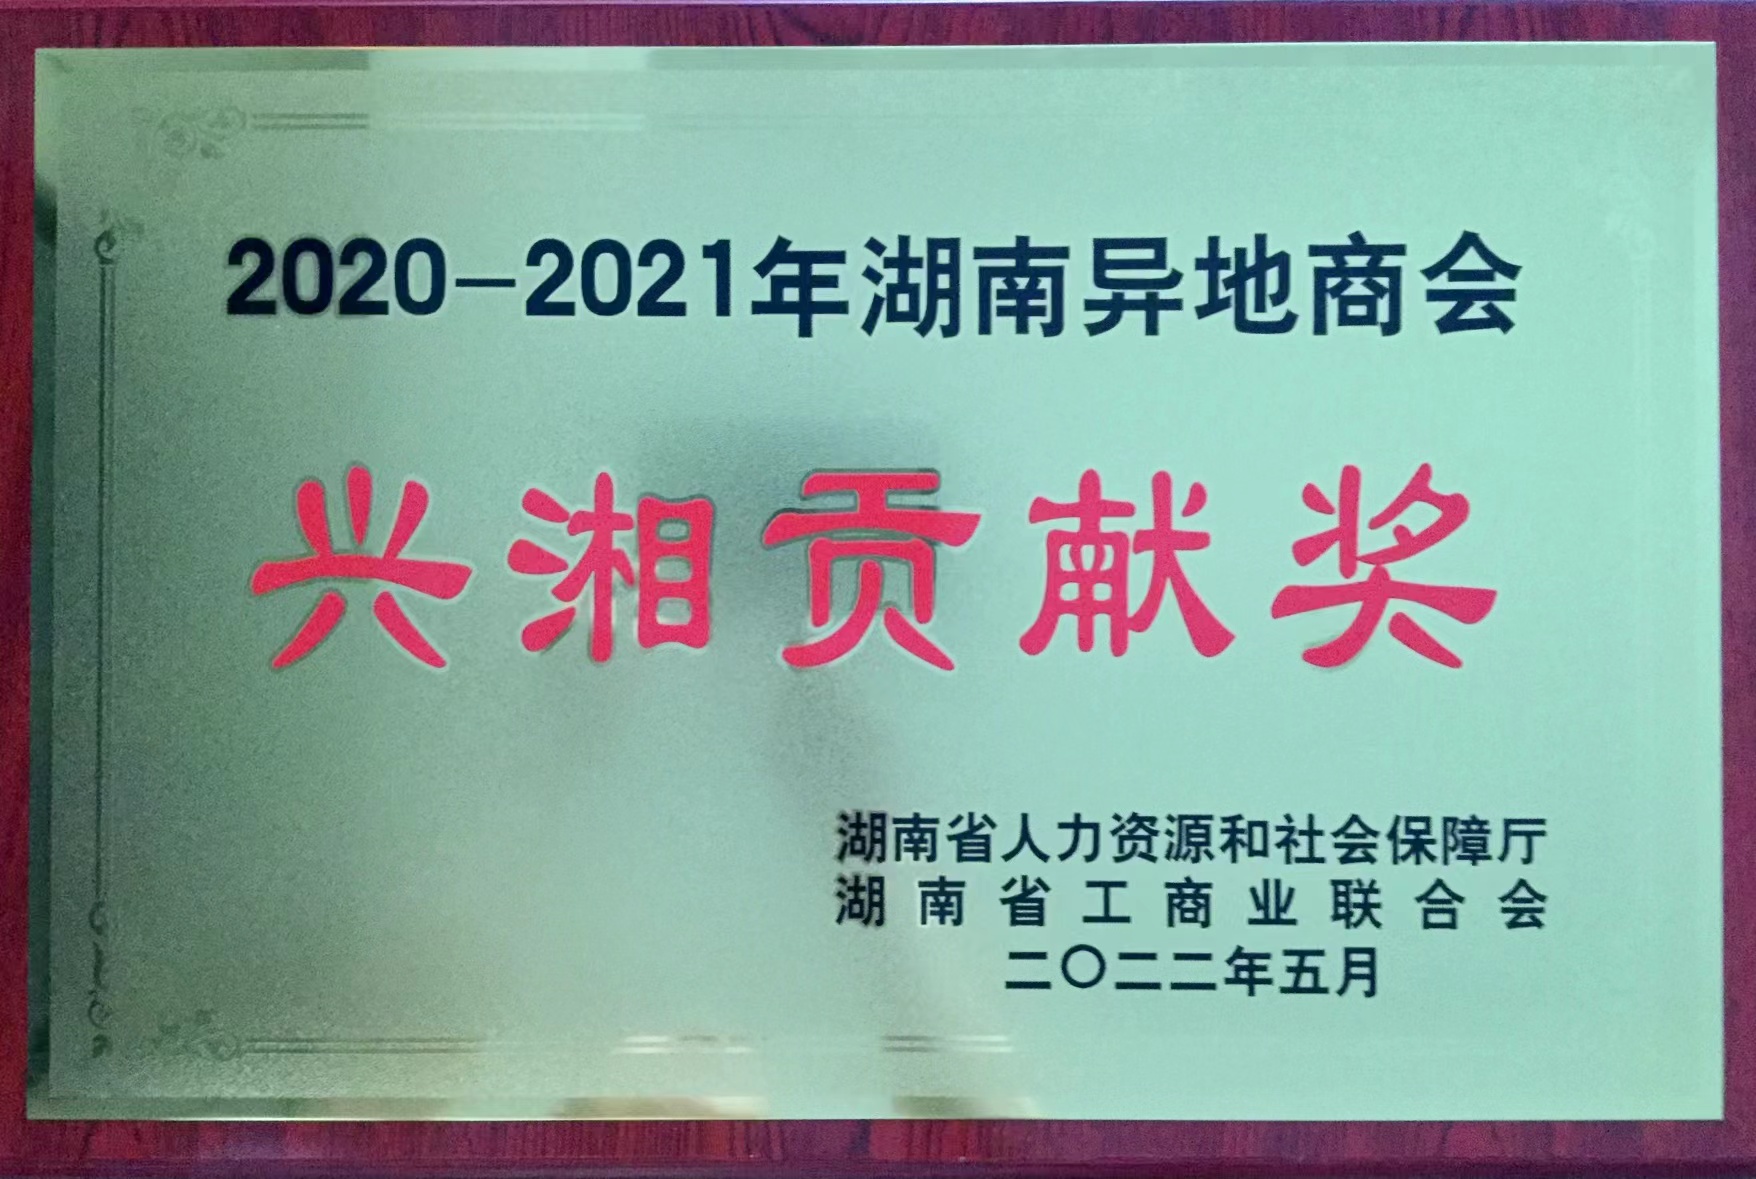 2020-2021年湖南异地商会
兴湘贡献奖
湖南省人力资源和社会保障厅
湖南省工商业联合会
二〇二二年五月